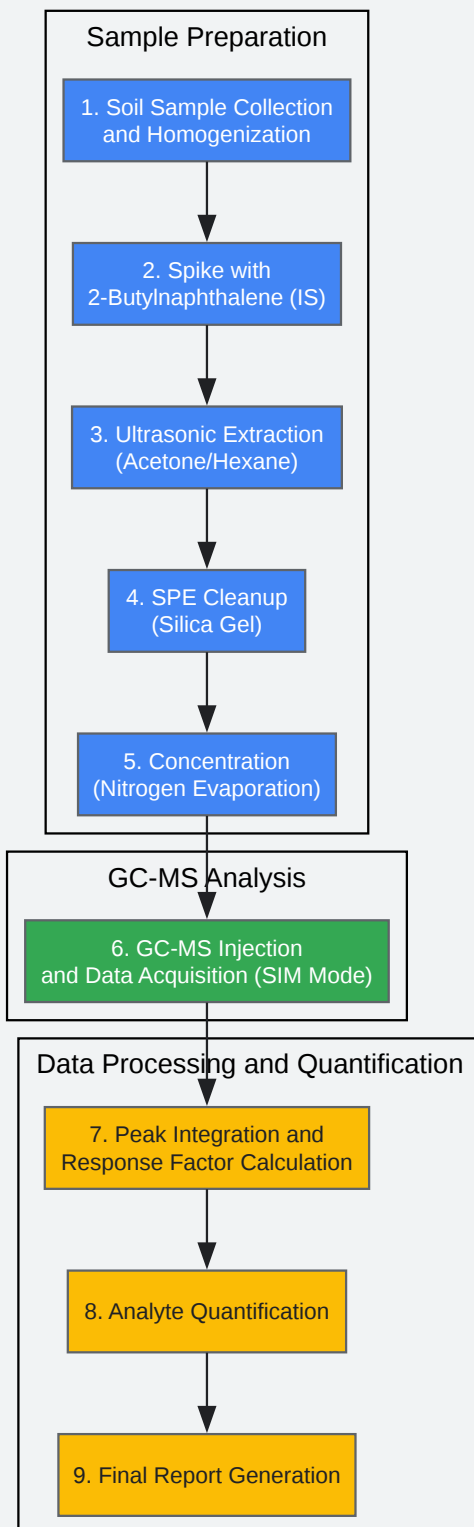 Sample Preparation
1. Soil Sample Collection
and Homogenization
2. Spike with
2-Butylnaphthalene (IS)
3. Ultrasonic Extraction
(Acetone/Hexane)
4. SPE Cleanup
(Silica Gel)
5. Concentration
(Nitrogen Evaporation)
GC-MS Analysis
6. GC-MS Injection
and Data Acquisition (SIM Mode)
Data Processing and Quantification
7. Peak Integration and
Response Factor Calculation
8. Analyte Quantification
9. Final Report Generation